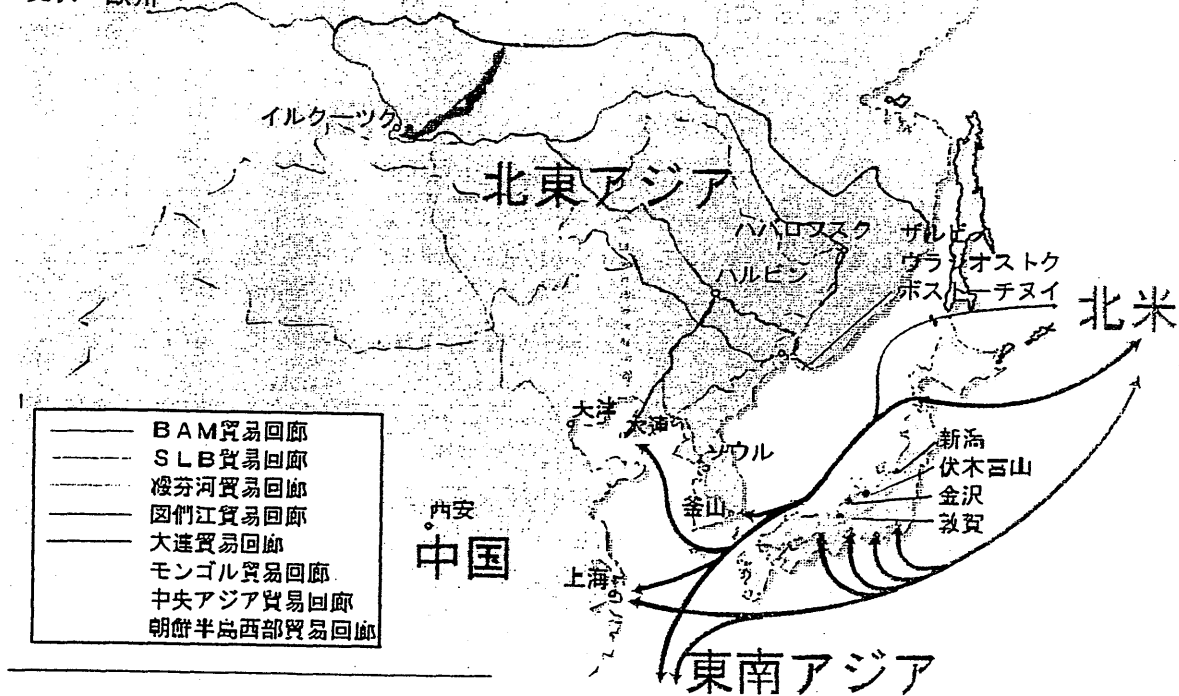 イルクーツク
北東アジア
ハバロフスク
ハルビン
ザルビノ
ウラジオストク
ボストーチヌイ
北米
大連
ソウル
釜山
新潟
伏木富山
金沢
敦賀
西安
中国
上海
東南アジア
BAM貿易回廊
SLB貿易回廊
綏芬河貿易回廊
図們江貿易回廊
大連貿易回廊
モンゴル貿易回廊
中央アジア貿易回廊
朝鮮半島西部貿易回廊